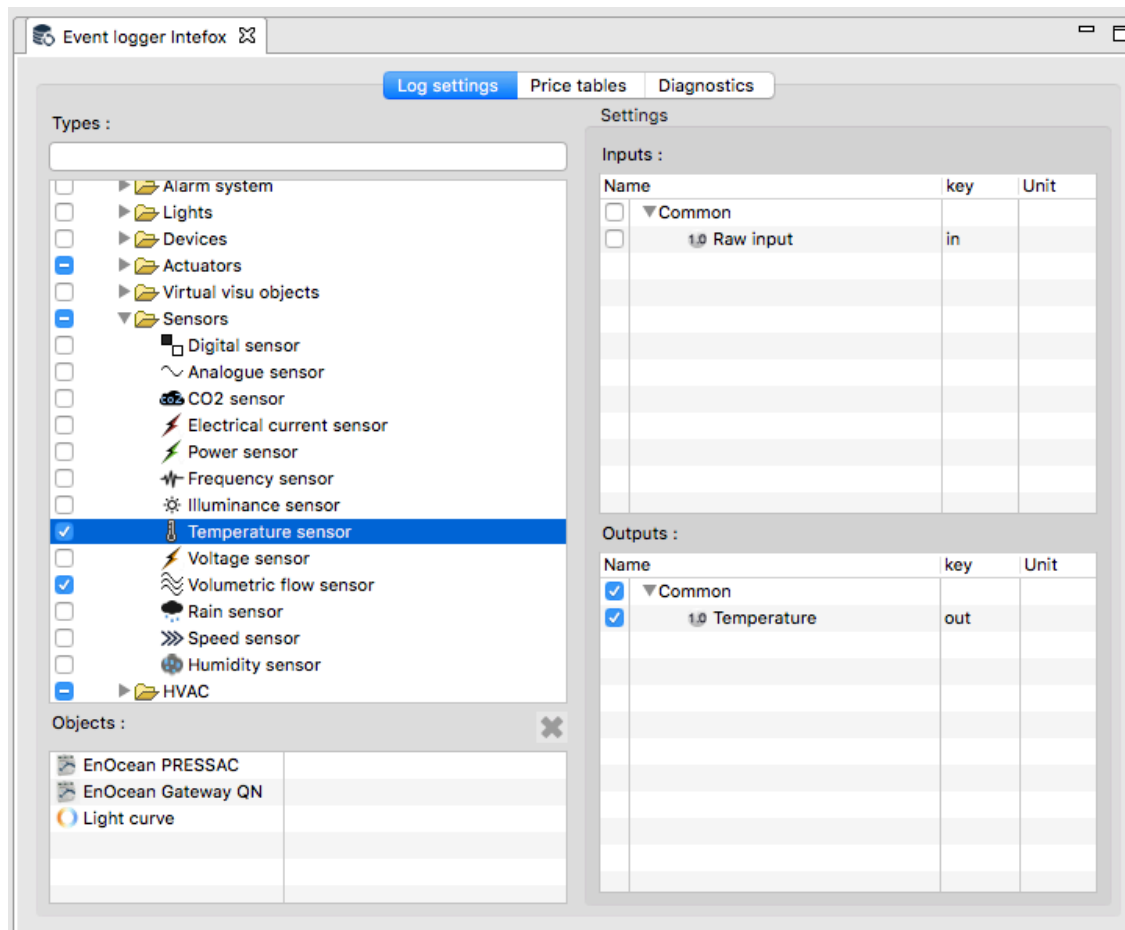 Event logger Intefox
Log settings
Price tables
Diagnostics
Types :
Alarm system
Lights
Devices
Actuators
Virtual visu objects
Sensors
Digital sensor
Analogue sensor
CO2 CO2 sensor
Electrical current sensor
Power sensor
Frequency sensor
Illuminance sensor
Temperature sensor
Voltage sensor
Volumetric flow sensor
Rain sensor
Speed sensor
Humidity sensor
HVAC
Objects :
EnOcean PRESSAC
EnOcean Gateway QN
Light curve
Settings
Inputs :
Name key Unit
Common
1.0 Raw input in
Outputs :
Name key Unit
Common
1.0 Temperature out